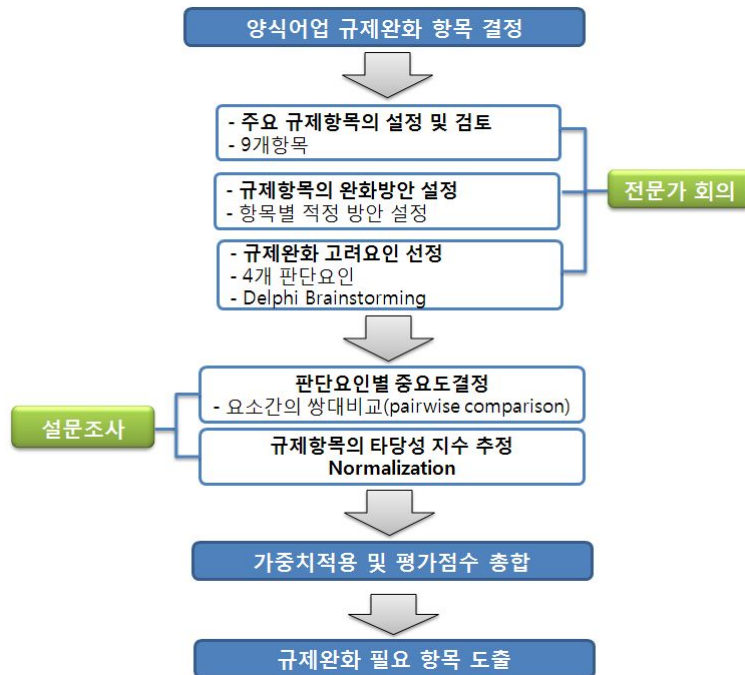 양식어업 규제완화 항목 결정
- 주요 규제항목의 설정 및 검토
- 9개항목
- 규제항목의 완화방안 설정
- 항목별 적정 방안 설정
전문가 회의
- 규제완화 고려요인 선정
- 4개 판단요인
- Delphi Brainstorming
판단요인별 중요도결정
- 요소간의 쌍대비교(pairwise comparison)
설문조사
규제항목의 타당성 지수 추정
Normalization
가중치적용 및 평가점수 총합
규제완화 필요 항목 도출